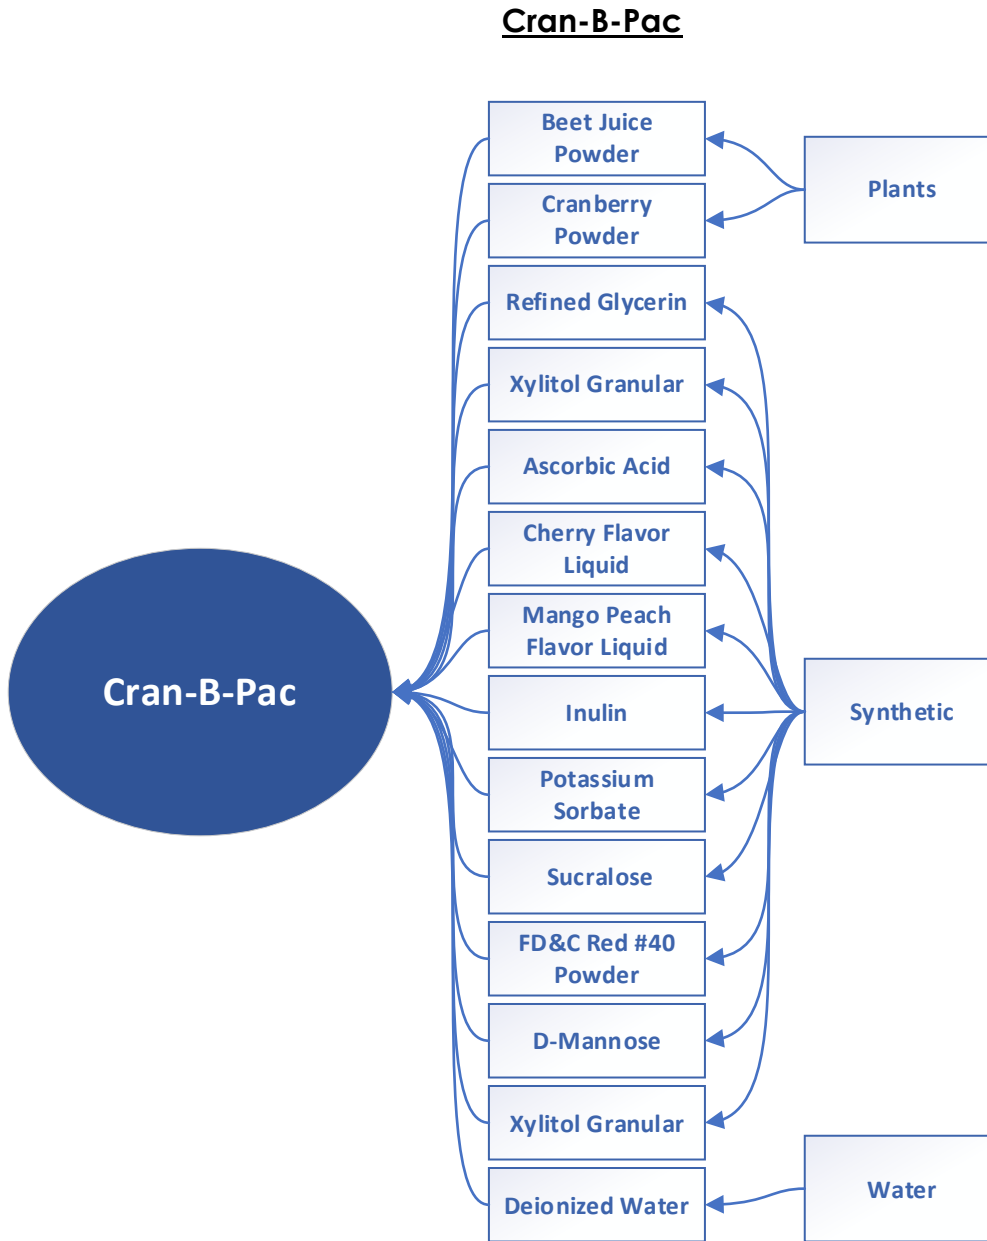 Cran-B-Pac
Beet Juice
Powder
Cranberry
Powder
Refined Glycerin
Xylitol Granular
Ascorbic Acid
Cherry Flavor
Liquid
Mango Peach
Flavor Liquid
Inulin
Potassium
Sorbate
Sucralose
FD&C Red #40
Powder
D-Mannose
Xylitol Granular
Deionized Water
Plants
Synthetic
Water
Cran-B-Pac